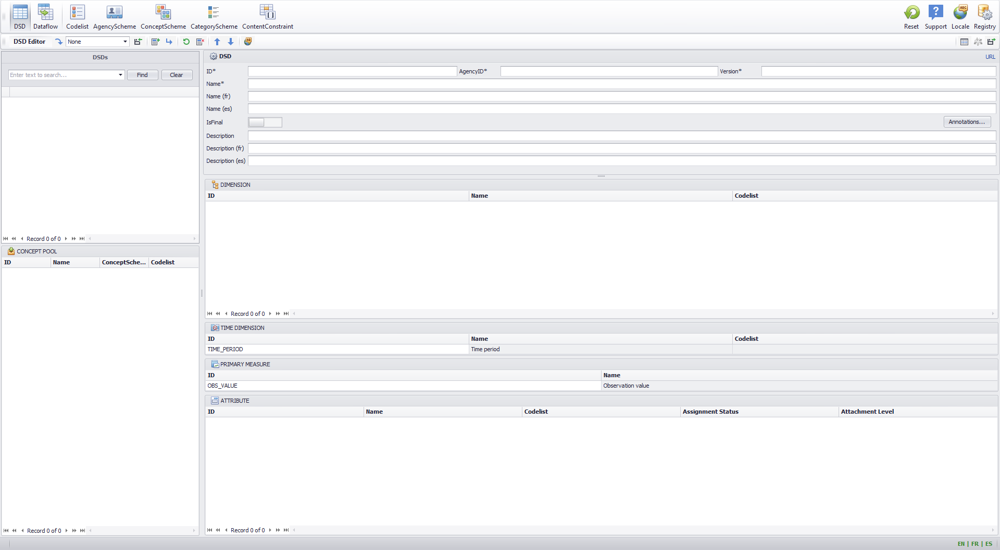 DSD Dataflow Codelist AgencyScheme ConceptScheme CategoryScheme ContentConstraint Reset Support Locale Registry
DSD Editor None
DSDs
Enter text to search... Find Clear
Record 0 of 0
CONCEPT POOL
ID Name ConceptSche... Codelist
Record 0 of 0
DSD URL
ID* AgencyID* Version*
Name*
Name (fr)
Name (es)
IsFinal Annotations...
Description
Description (fr)
Description (es)
DIMENSION
ID Name Codelist
Record 0 of 0
TIME DIMENSION
ID Name Codelist
TIME_PERIOD Time period
PRIMARY MEASURE
ID Name
OBS_VALUE Observation value
ATTRIBUTE
ID Name Codelist Assignment Status Attachment Level
Record 0 of 0
EN | FR | ES